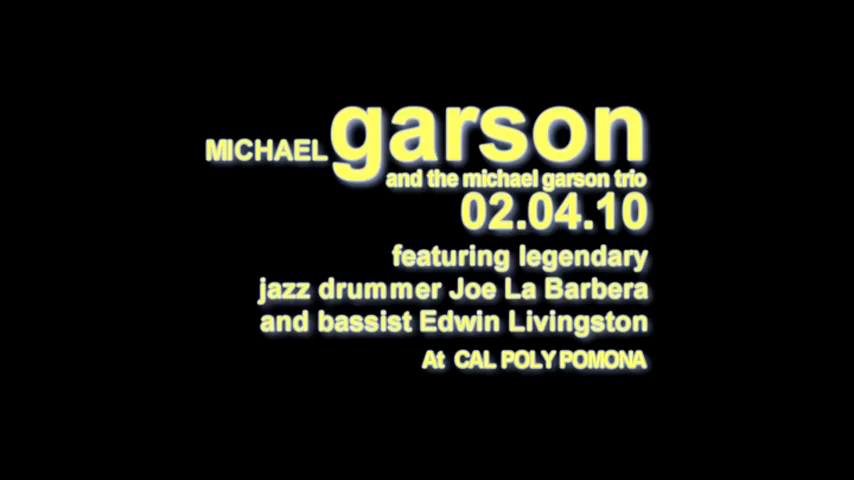 MICHAEL garson
and the michael garson trio
02.04.10
featuring legendary
jazz drummer Joe La Barbera
and bassist Edwin Livingston
At CAL POLY POMONA